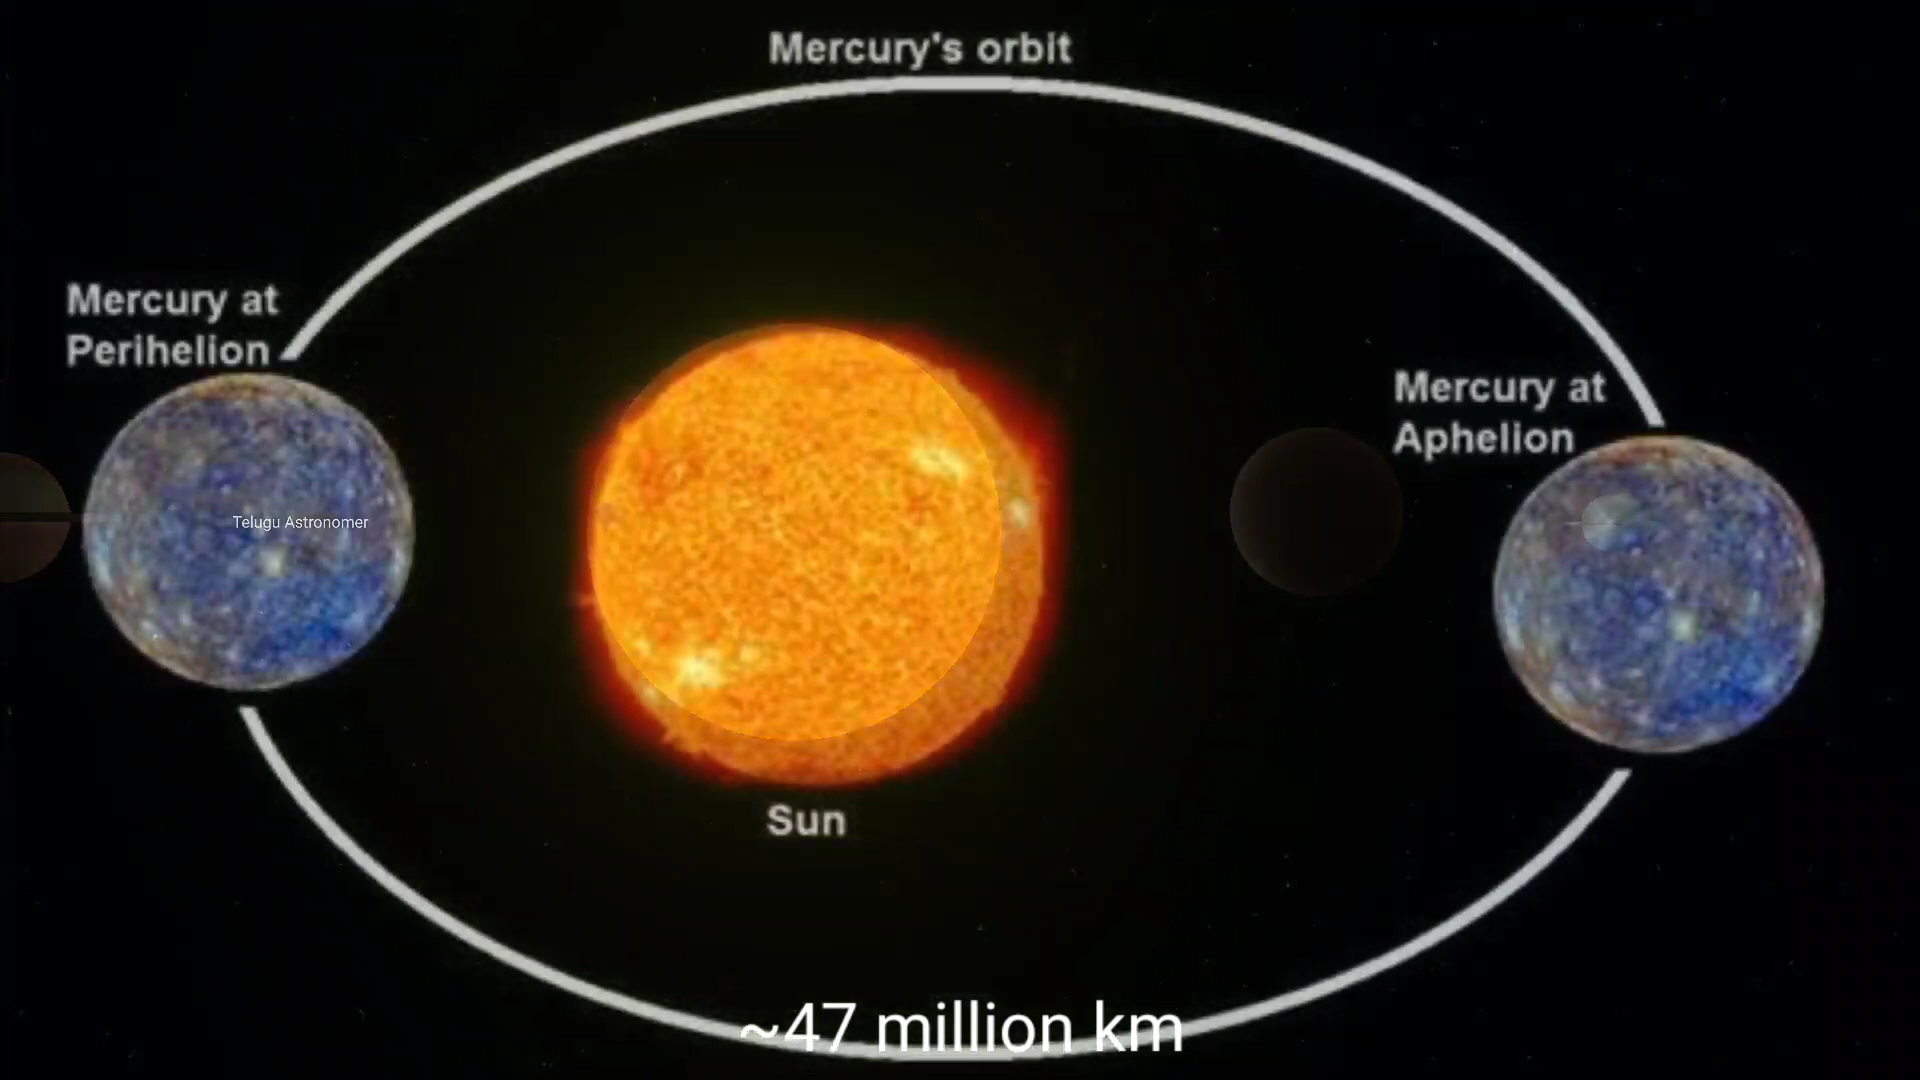 Mercury's orbit
Mercury at
Perihelion
Mercury at
Aphelion
Telugu Astronomer
Sun
~47 million km